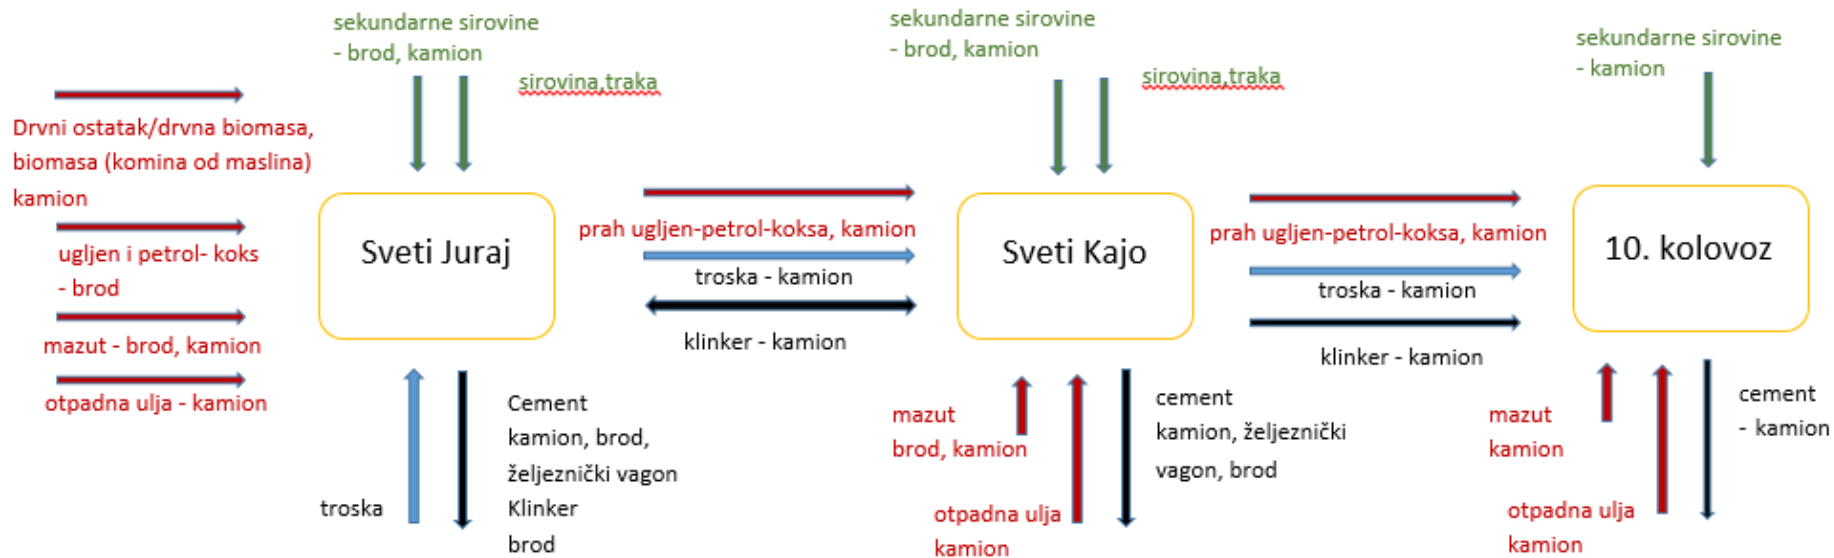 sekundarne sirovine
- brod, kamion
sirovina,traka
sekundarne sirovine
- brod, kamion
sirovina,traka
sekundarne sirovine
- kamion
Drvni ostatak/drvna biomasa,
biomasa (komina od maslina)
kamion
ugljen i petrol- koks
- brod
mazut - brod, kamion
otpadna ulja - kamion
Sveti Juraj
prah ugljen-petrol-koksa, kamion
troska - kamion
klinker - kamion
Sveti Kajo
prah ugljen-petrol-koksa, kamion
troska - kamion
klinker - kamion
10. kolovoz
troska
Cement
kamion, brod,
željeznički vagon
Klinker
brod
mazut
brod, kamion
otpadna ulja
kamion
cement
kamion, željeznički
vagon, brod
mazut
kamion
otpadna ulja
kamion
cement
- kamion